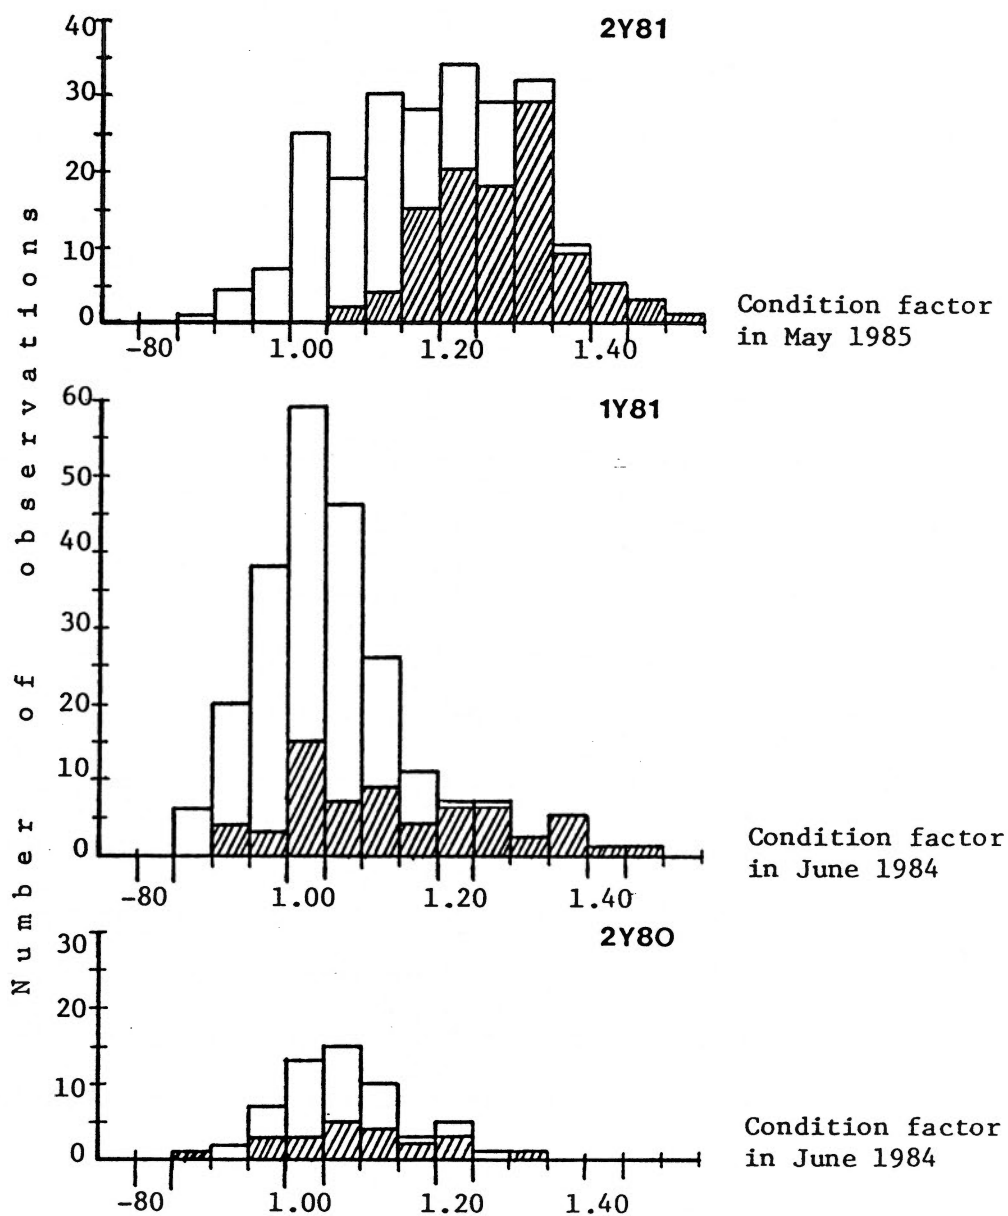 Number of observations
2Y81
40
30
20
10
0
-80 1.00 1.20 1.40
Condition factor
in May 1985
1Y81
60
50
40
30
20
10
0
-80 1.00 1.20 1.40
Condition factor
in June 1984
2Y80
30
20
10
0
-80 1.00 1.20 1.40
Condition factor
in June 1984